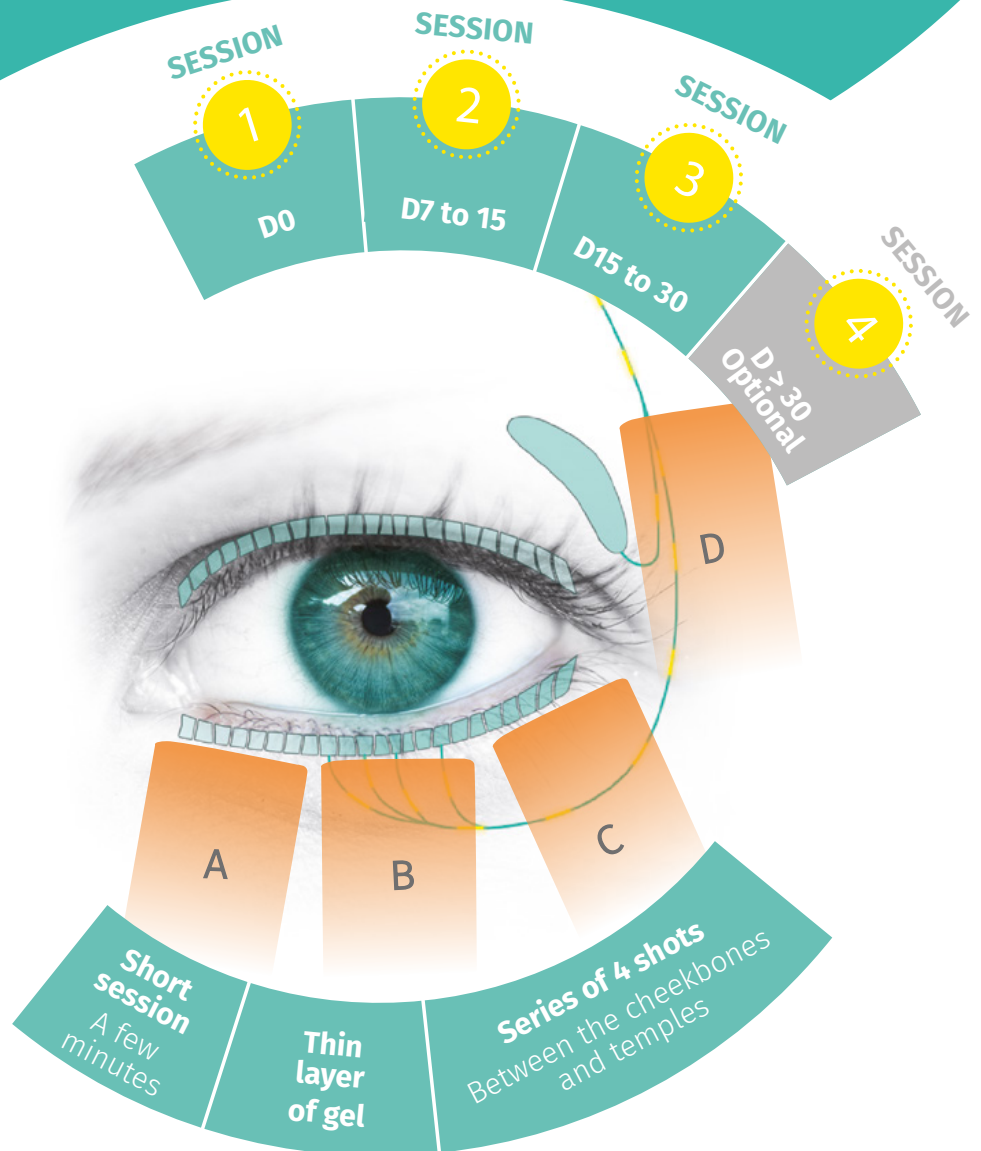 SESSION
1
D0
SESSION
2
D7 to 15
SESSION
3
D15 to 30
SESSION
4
D > 30
Optional
D
A
B
C
Short
session
A few
minutes
Thin
layer
of gel
Series of 4 shots
Between the cheekbones
and temples